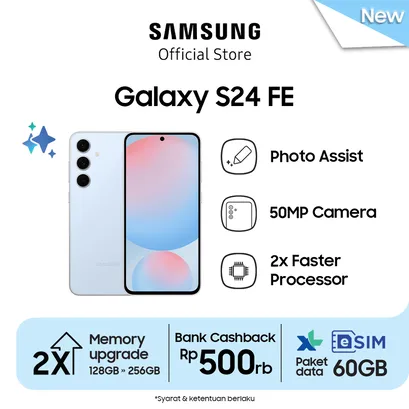 New
SAMSUNG
Official Store
Galaxy S24 FE
Photo Assist
50MP Camera
2x Faster
Processor
2X
Memory
upgrade
128GB » 256GB
Bank Cashback
Rp500rb
XL
eSIM
Paket
data
60GB
*Syarat & ketentuan berlaku